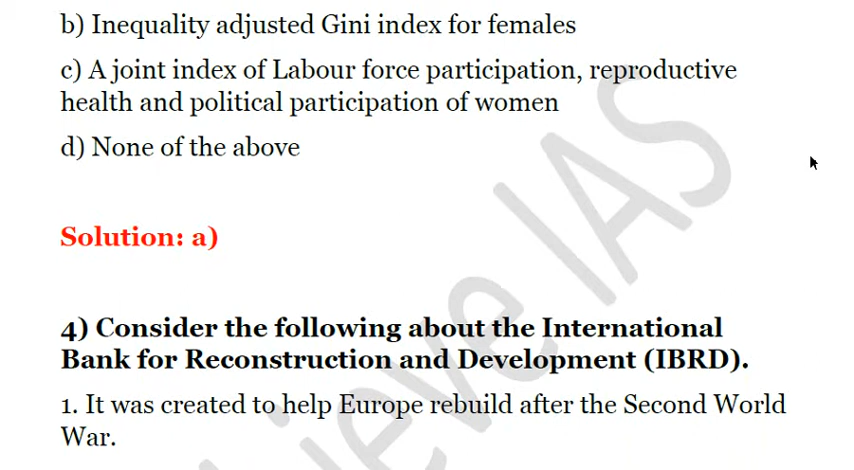 b) Inequality adjusted Gini index for females
c) A joint index of Labour force participation, reproductive
health and political participation of women
d) None of the above
Solution: a)
4) Consider the following about the International
Bank for Reconstruction and Development (IBRD).
1. It was created to help Europe rebuild after the Second World
War.
ieve IAS